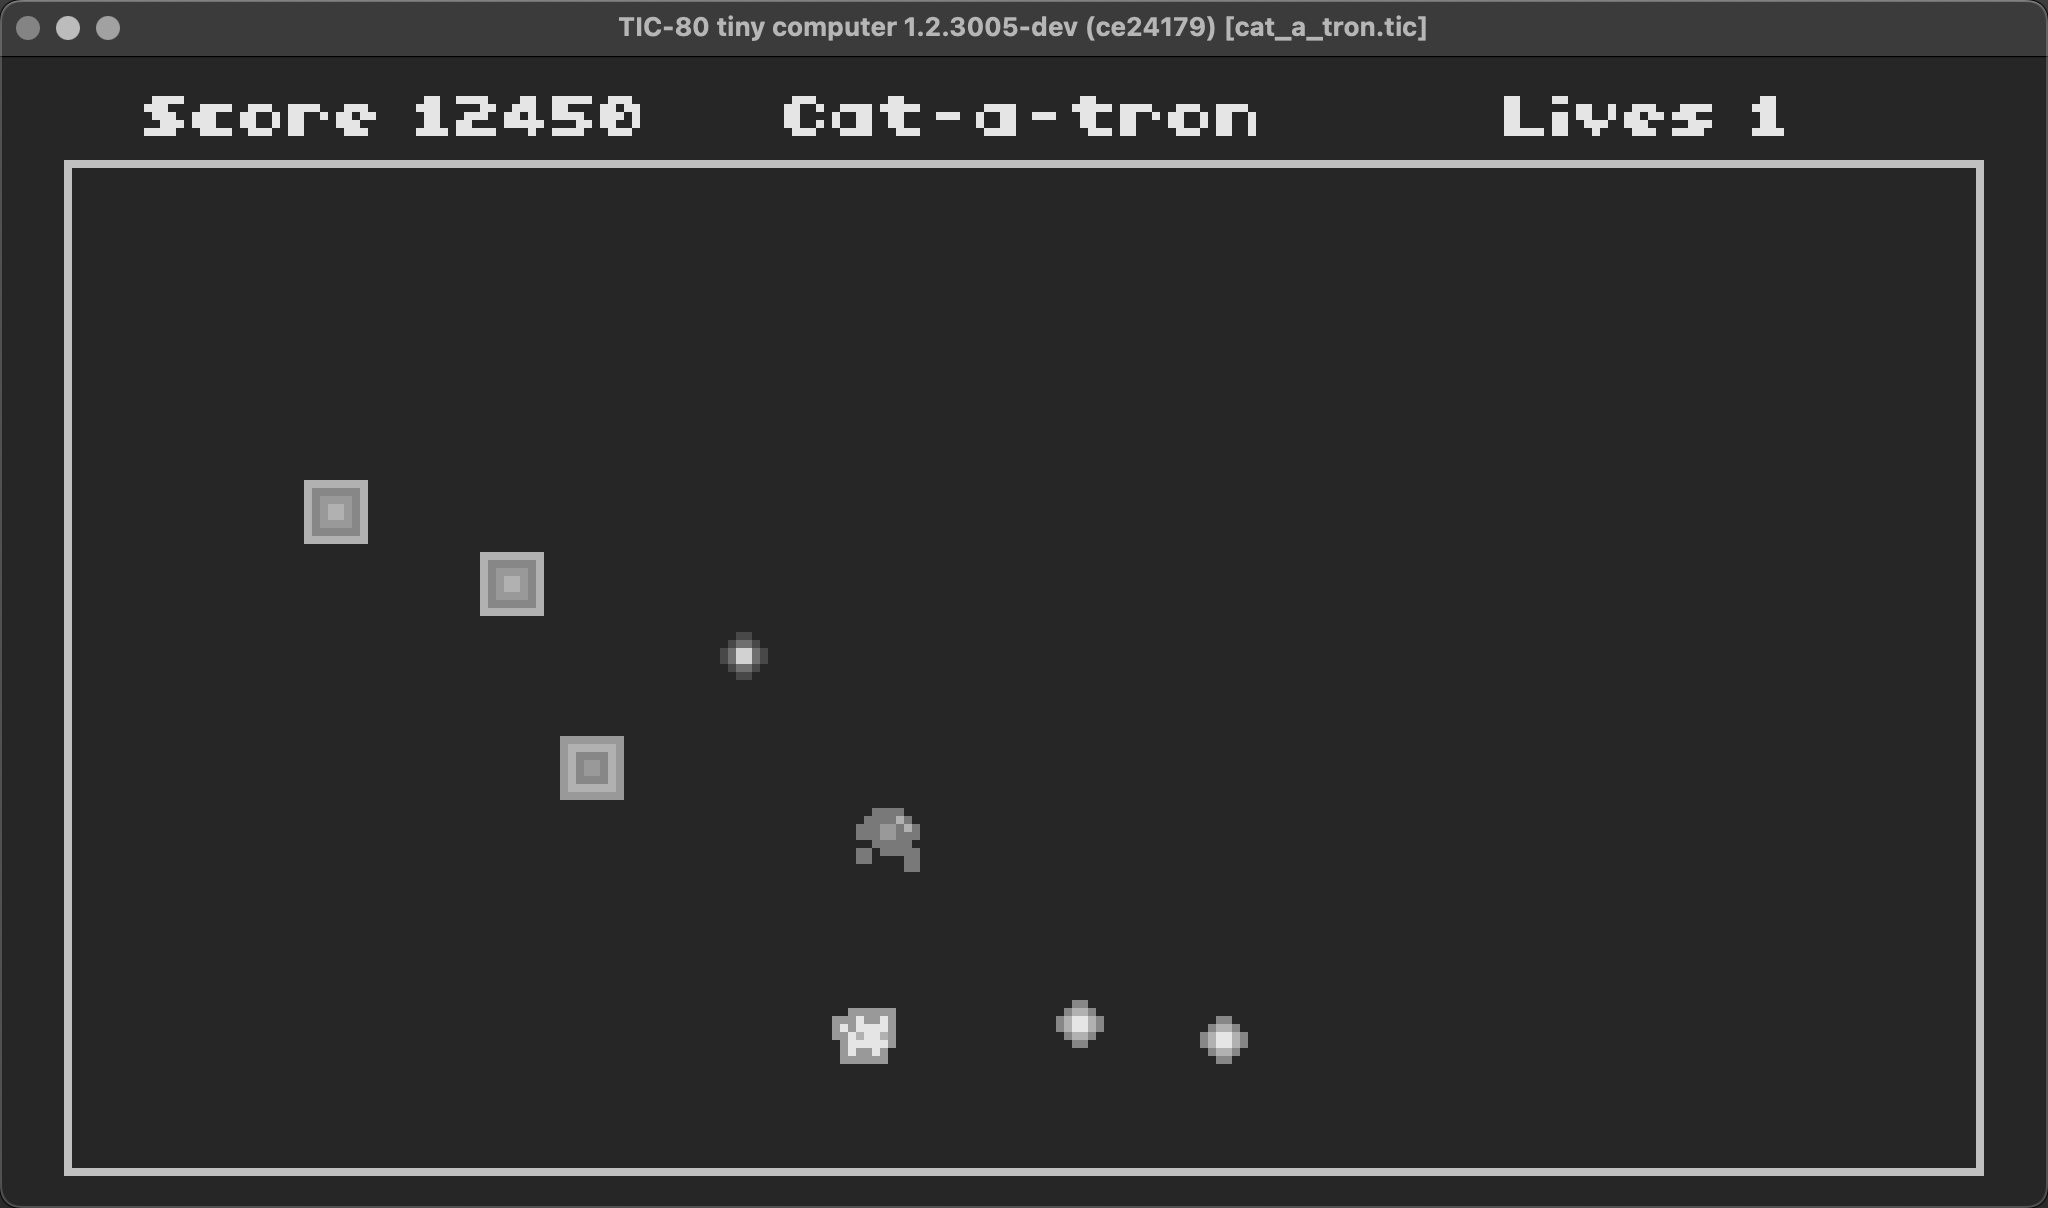 TIC-80 tiny computer 1.2.3005-dev (ce24179) [cat_a_tron.tic]
Score 12450 Cat-a-tron Lives 1